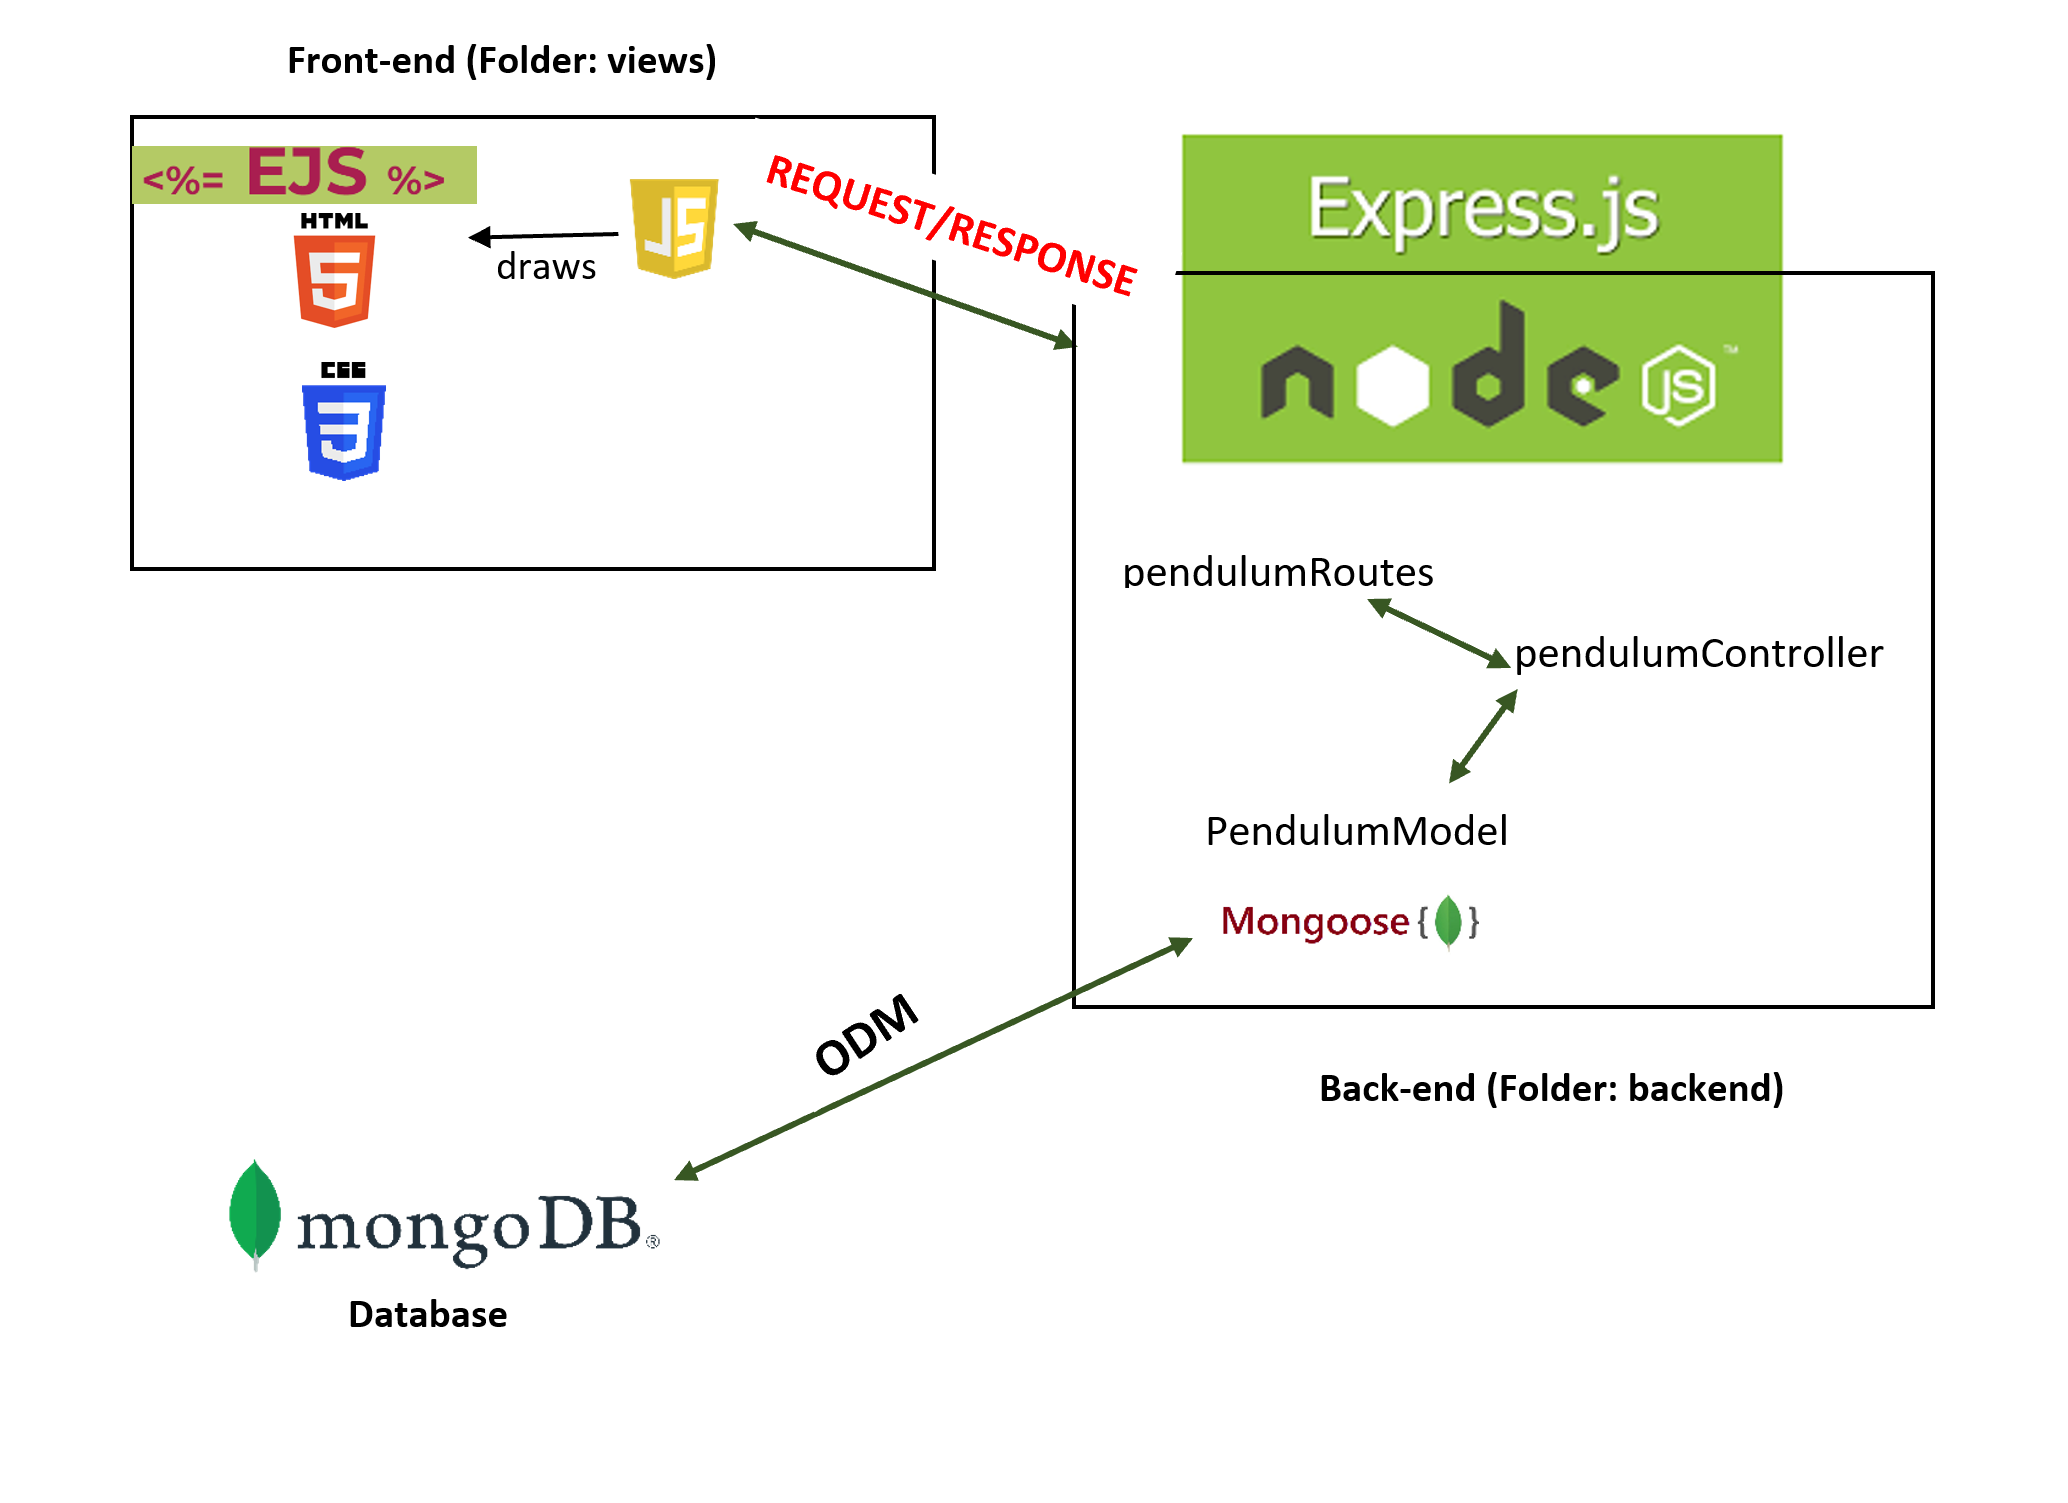 Front-end (Folder: views)
<%= EJS %>
HTML
5
JS
draws
CSS
3
REQUEST/RESPONSE
Express.js
node JS ™
pendulumRoutes
pendulumController
PendulumModel
Mongoose { }
ODM
Back-end (Folder: backend)
mongoDB®
Database